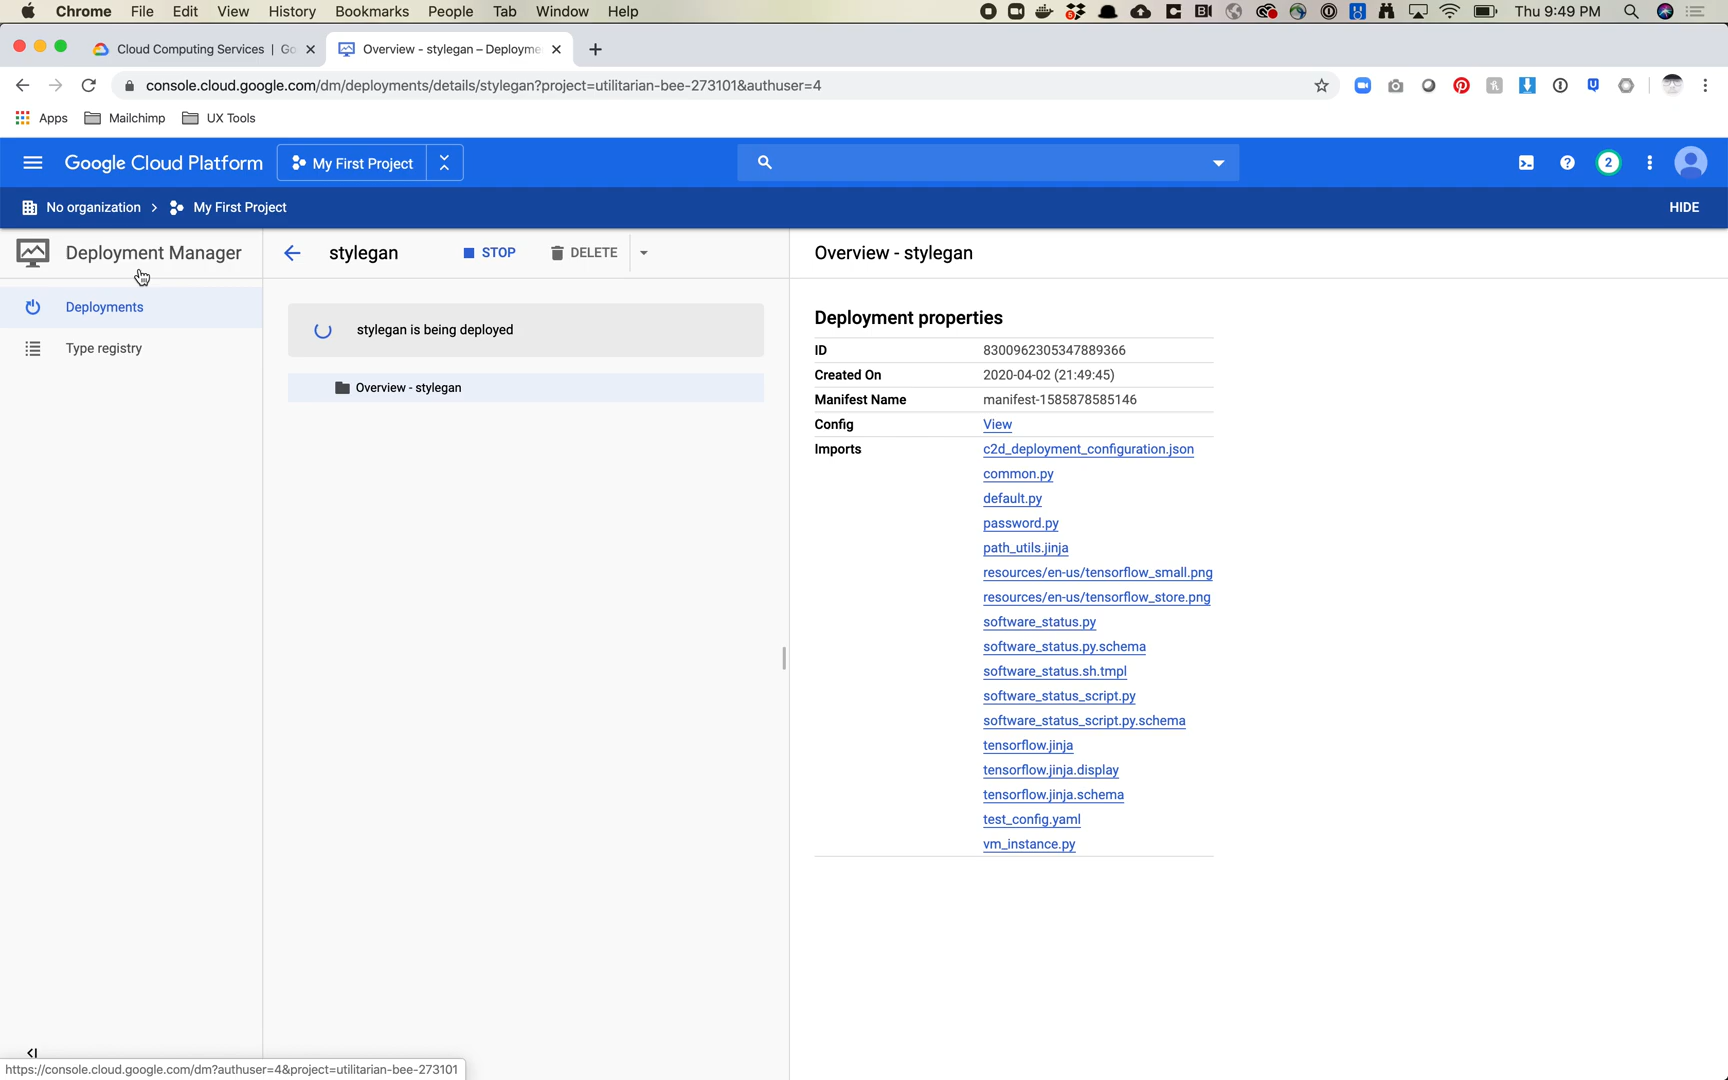 Chrome File Edit View History Bookmarks People Tab Window Help Thu 9:49 PM
Cloud Computing Services | Go Overview - stylegan – Deployme
console.cloud.google.com/dm/deployments/details/stylegan?project=utilitarian-bee-273101&authuser=4
Apps Mailchimp UX Tools
Google Cloud Platform My First Project 2
No organization > My First Project HIDE
Deployment Manager stylegan STOP DELETE Overview - stylegan
Deployments
Type registry
stylegan is being deployed
Overview - stylegan
Deployment properties
ID 8300962305347889366
Created On 2020-04-02 (21:49:45)
Manifest Name manifest-1585878585146
Config View
Imports c2d_deployment_configuration.json
common.py
default.py
password.py
path_utils.jinja
resources/en-us/tensorflow_small.png
resources/en-us/tensorflow_store.png
software_status.py
software_status.py.schema
software_status.sh.tmpl
software_status_script.py
software_status_script.py.schema
tensorflow.jinja
tensorflow.jinja.display
tensorflow.jinja.schema
test_config.yaml
vm_instance.py
https://console.cloud.google.com/dm?authuser=4&project=utilitarian-bee-273101